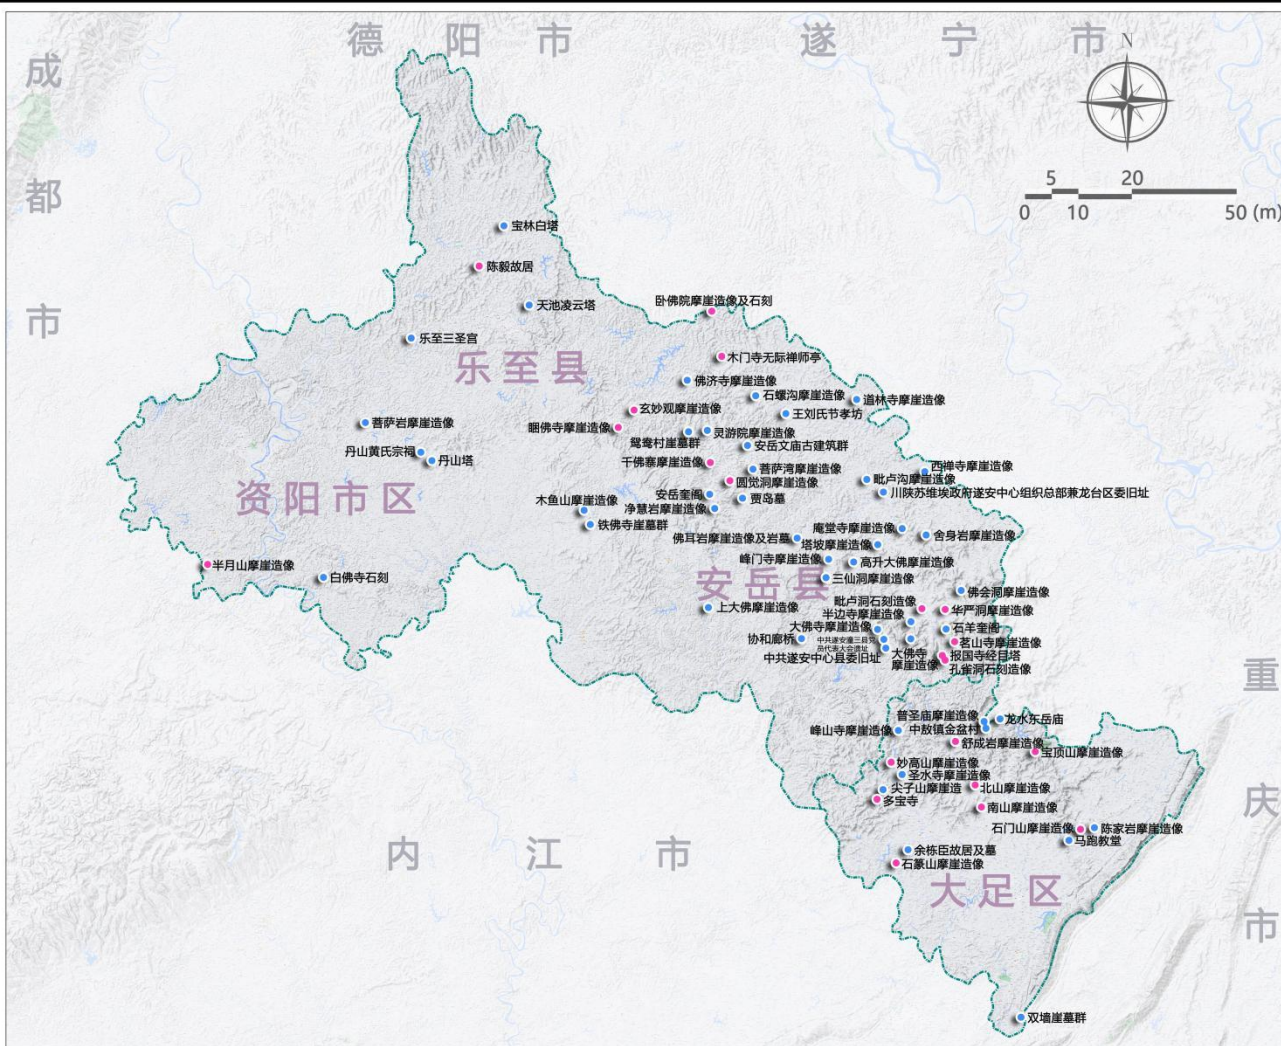 德阳市
遂宁市
成都市
N
5 20
0 10 50 (m)
宝林白塔
陈毅故居
天池凌云塔
卧佛院摩崖造像及石刻
乐至三圣宫
乐至县
木门寺无际禅师亭
佛济寺摩崖造像
石螺沟摩崖造像
道林寺摩崖造像
玄妙观摩崖造像
王刘氏节孝坊
菩萨岩摩崖造像
睏佛寺摩崖造像
灵游院摩崖造像
鸳鸯村崖墓群
安岳文庙古建筑群
丹山黄氏宗祠
丹山塔
千佛寨摩崖造像
菩萨湾摩崖造像
西禅寺摩崖造像
圆觉洞摩崖造像
毗卢沟摩崖造像
资阳市区
安岳奎阁
贾岛墓
川陕苏维埃政府遂安中心组织总部兼龙台区委旧址
木鱼山摩崖造像
净慧岩摩崖造像
铁佛寺崖墓群
庵堂寺摩崖造像
佛耳岩摩崖造像及岩墓
舍身岩摩崖造像
塔坡摩崖造像
峰门寺摩崖造像
高升大佛摩崖造像
半月山摩崖造像
白佛寺石刻
安岳县
三仙洞摩崖造像
佛会洞摩崖造像
毗卢洞石刻造像
上大佛摩崖造像
华严洞摩崖造像
半边寺摩崖造像
大佛寺摩崖造像
石羊奎阁
协和廊桥
中共遂安潼三县党
员代表大会遗址
茗山寺摩崖造像
中共遂安中心县委旧址
大佛寺
摩崖造像
报国寺经目塔
孔雀洞石刻造像
重庆市
普圣庙摩崖造像
龙水东岳庙
峰山寺摩崖造像
中敖镇金盆村
舒成岩摩崖造像
宝顶山摩崖造像
妙高山摩崖造像
圣水寺摩崖造像
尖子山摩崖造
北山摩崖造像
多宝寺
南山摩崖造像
石门山摩崖造像
陈家岩摩崖造像
马跑教堂
内江市
余栋臣故居及墓
石篆山摩崖造像
大足区
双墙崖墓群